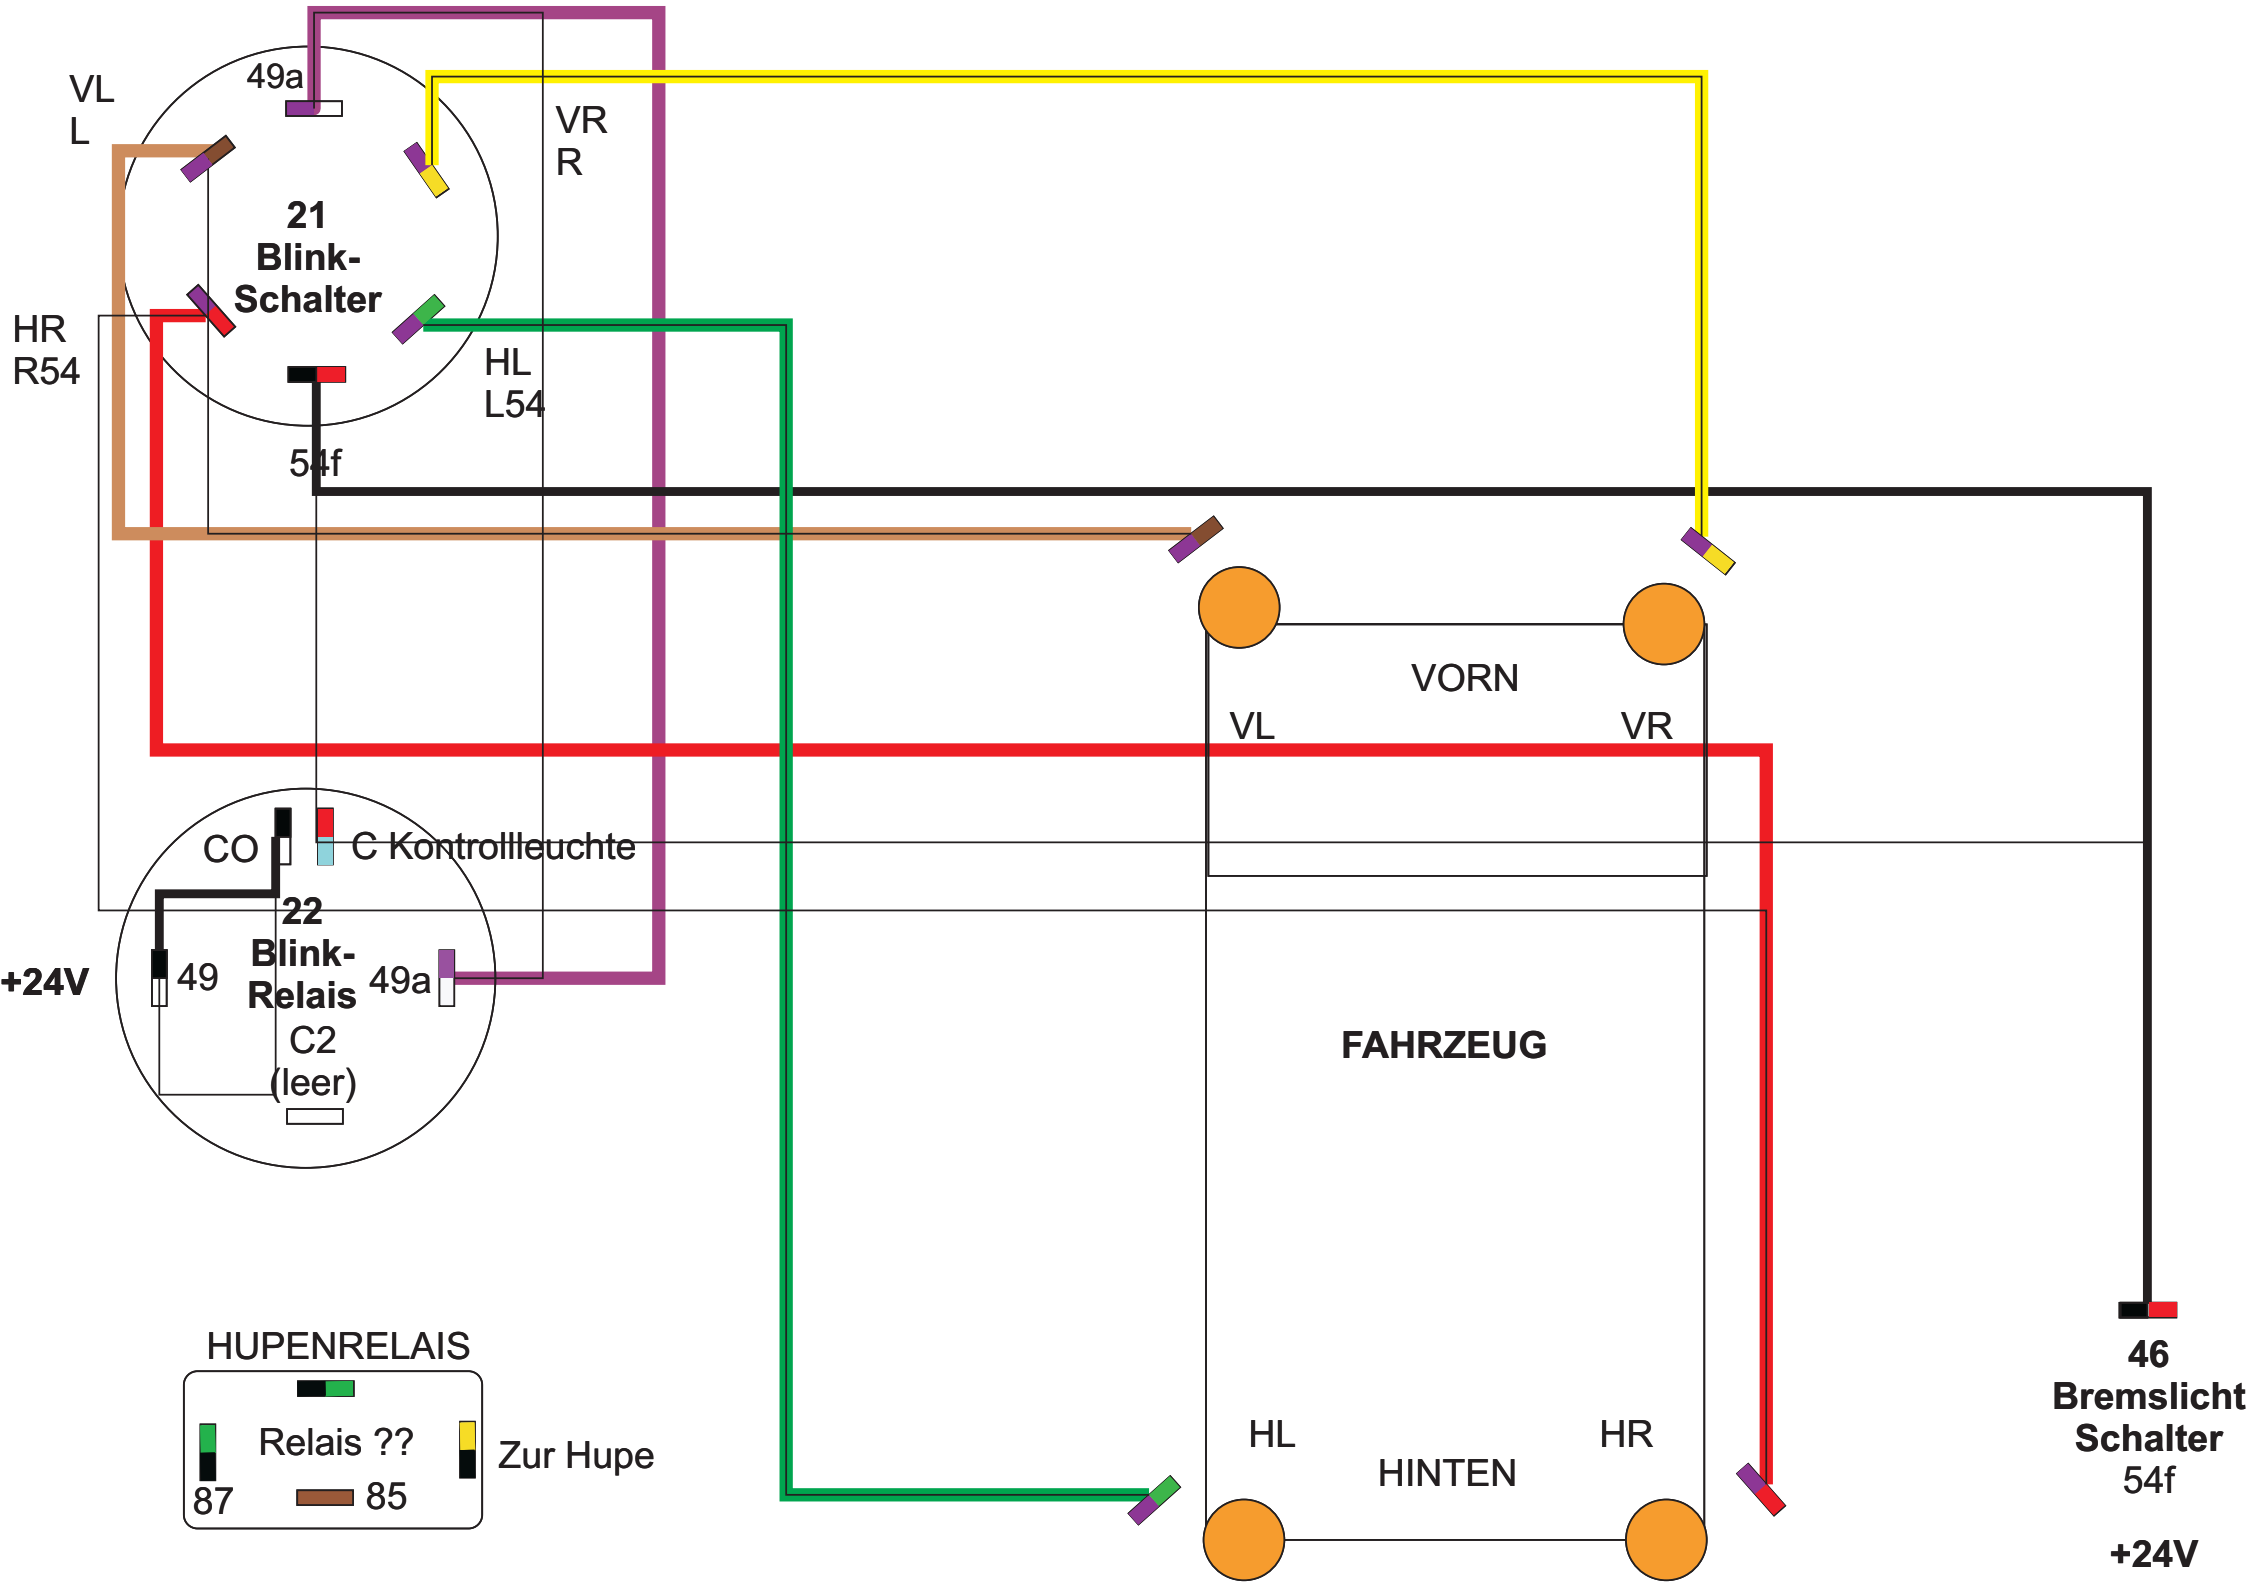 49a
VL
L
VR
R
21
Blink-
Schalter
HR
R54
HL
L54
54f
VORN
VL
VR
CO
C Kontrollleuchte
22
Blink-
Relais
+24V
49
49a
C2
(leer)
FAHRZEUG
HUPENRELAIS
Relais ??
Zur Hupe
87
85
HL
HR
HINTEN
46
Bremslicht
Schalter
54f
+24V